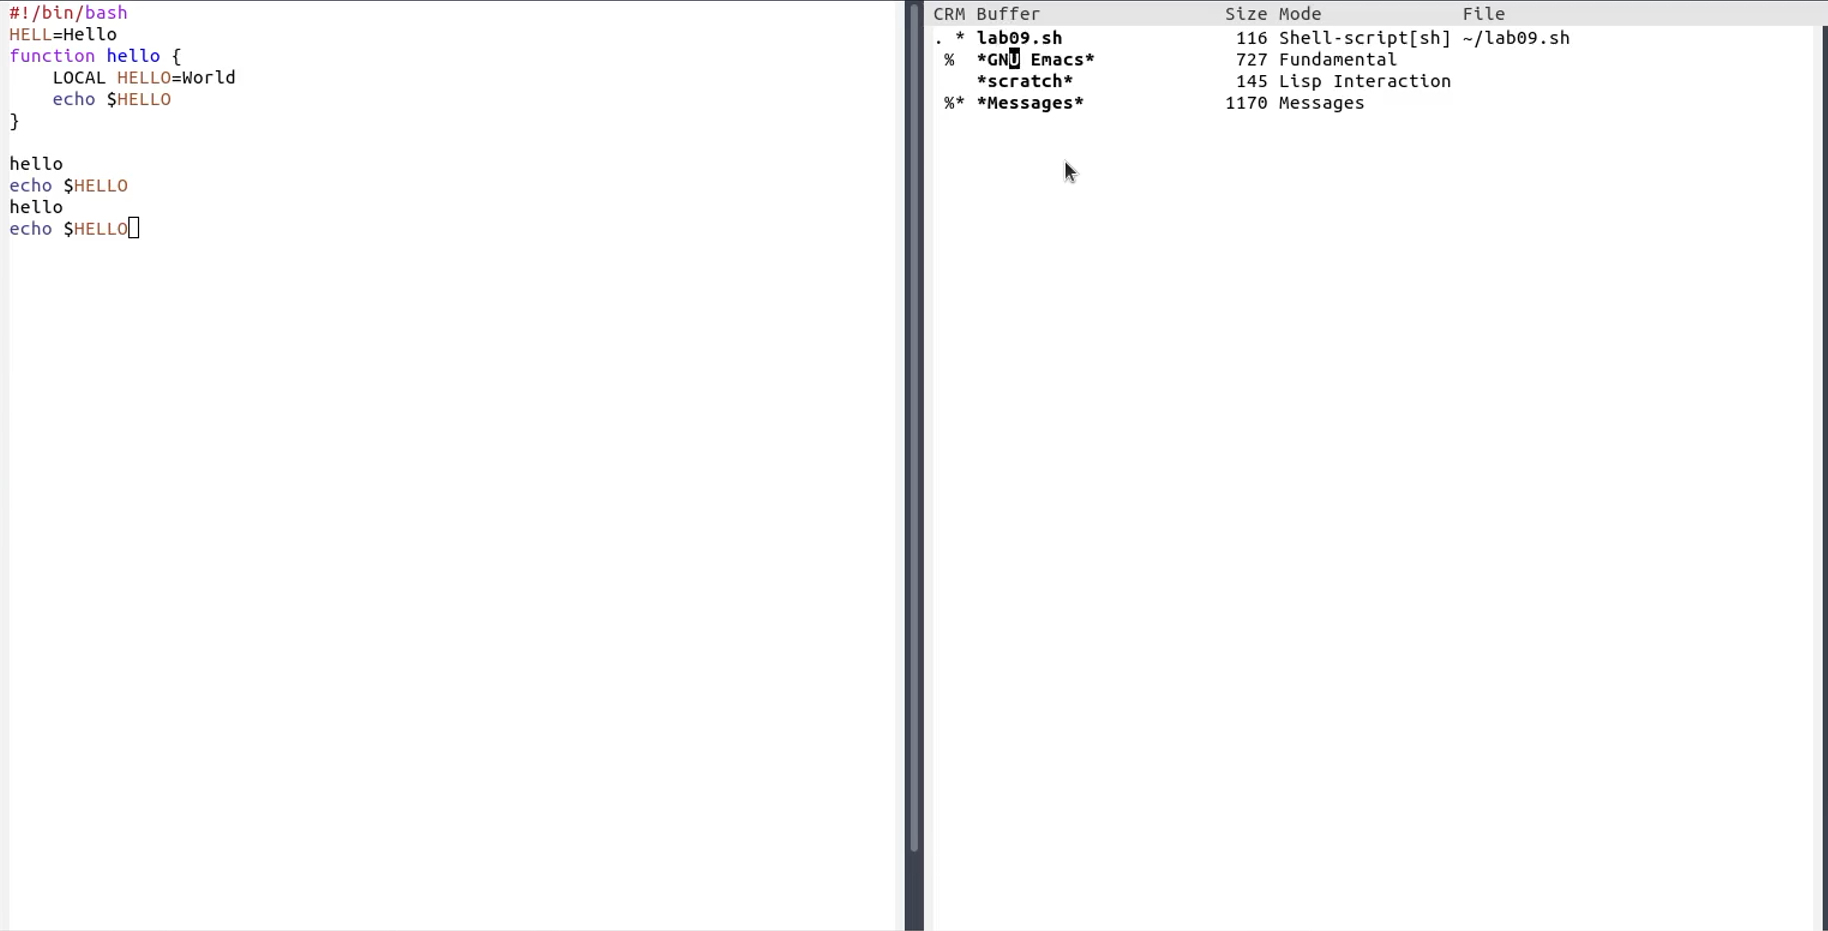 #!/bin/bash
HELL=Hello
function hello {
    LOCAL HELLO=World
    echo $HELLO
}

hello
echo $HELLO
hello
echo $HELLO
CRM Buffer                 Size Mode             File
. * lab09.sh                116 Shell-script[sh] ~/lab09.sh
 %  *GNU Emacs*             727 Fundamental
    *scratch*               145 Lisp Interaction
 %* *Messages*             1170 Messages